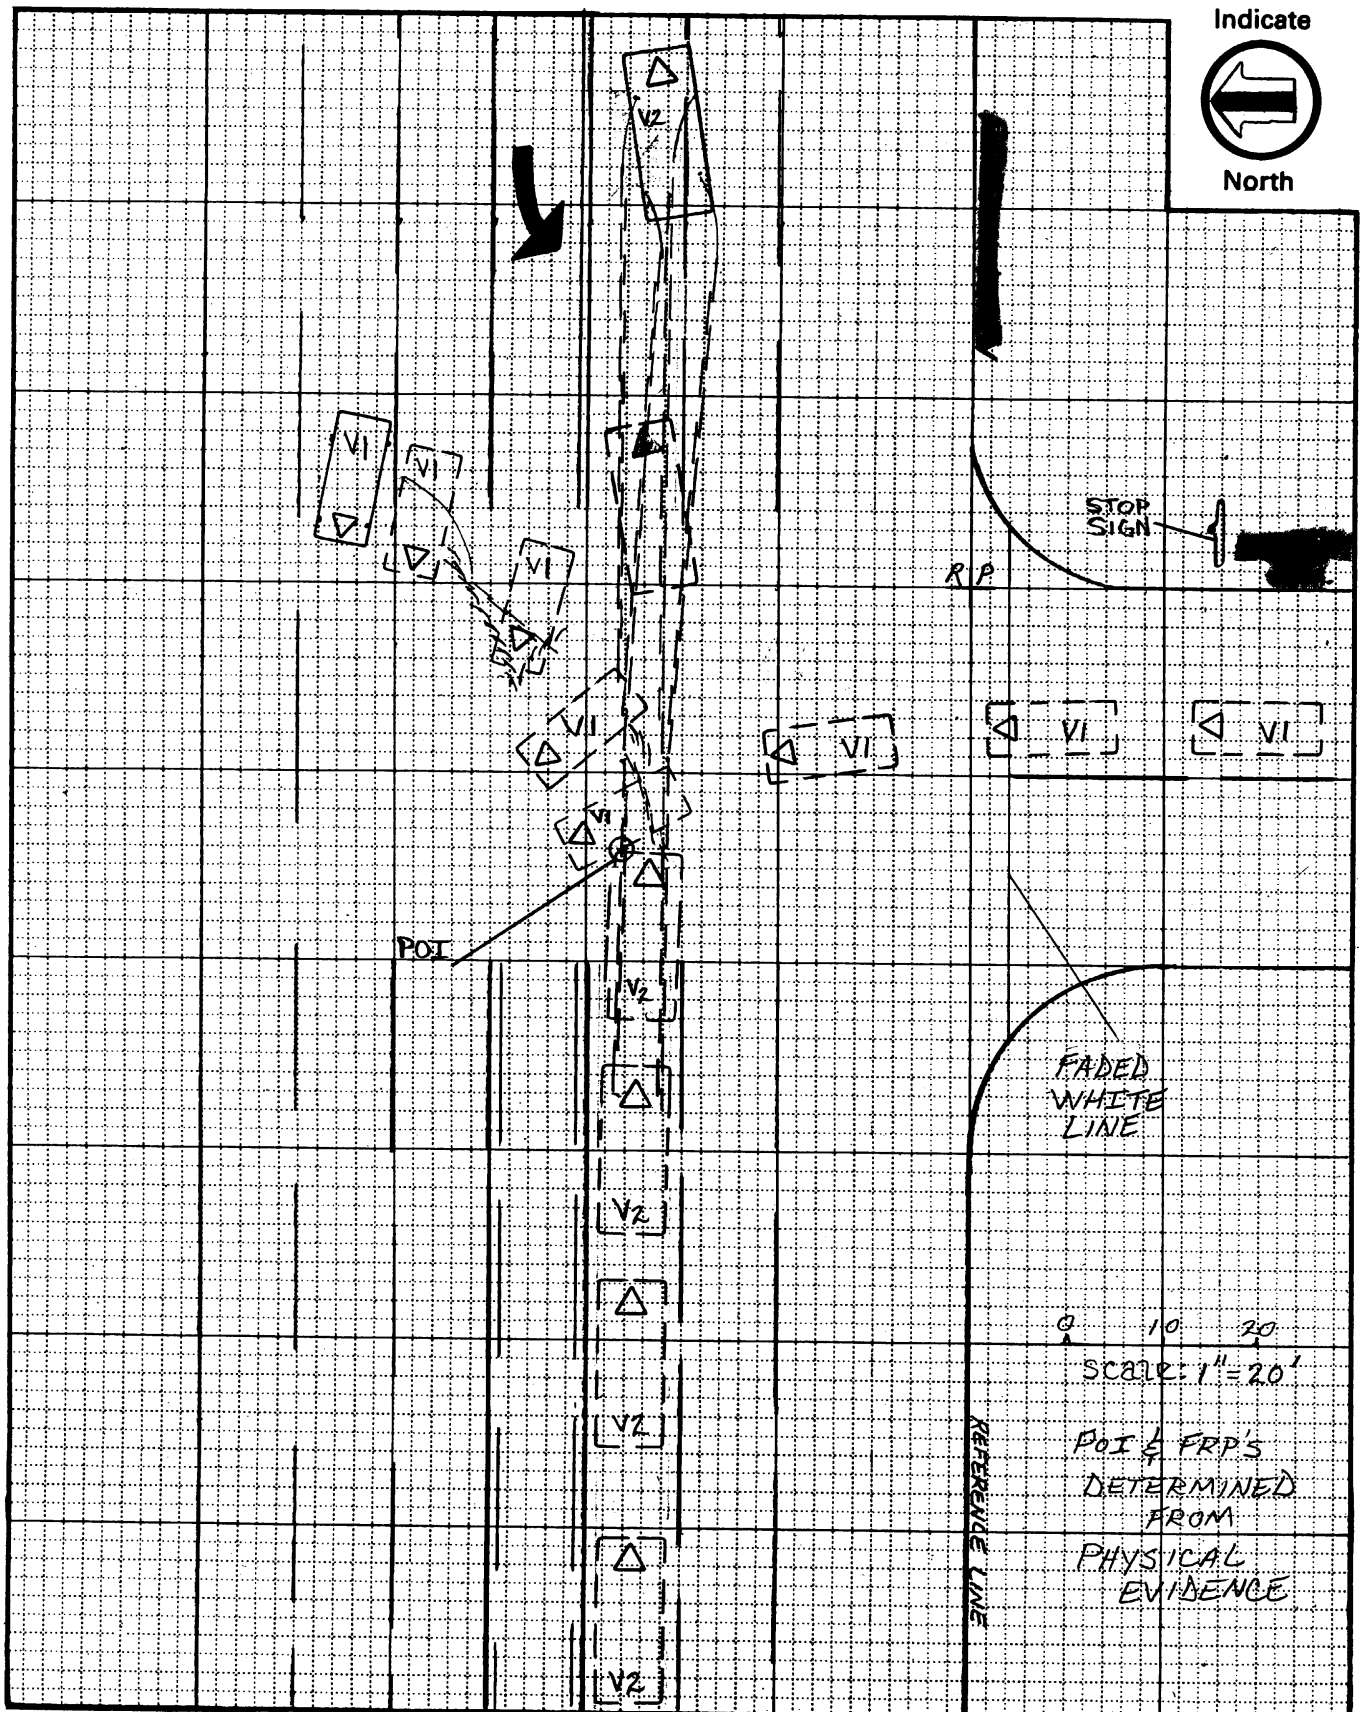 Indicate
North
V2
V1
V1
V1
STOP
SIGN
R P
V1
V1
V1
V1
V1
POI
V2
FADED
WHITE
LINE
V2
0 10 20
scale: 1"=20'
V2
REFERENCE LINE
POI & FRP'S
DETERMINED
FROM
PHYSICAL
EVIDENCE
V2